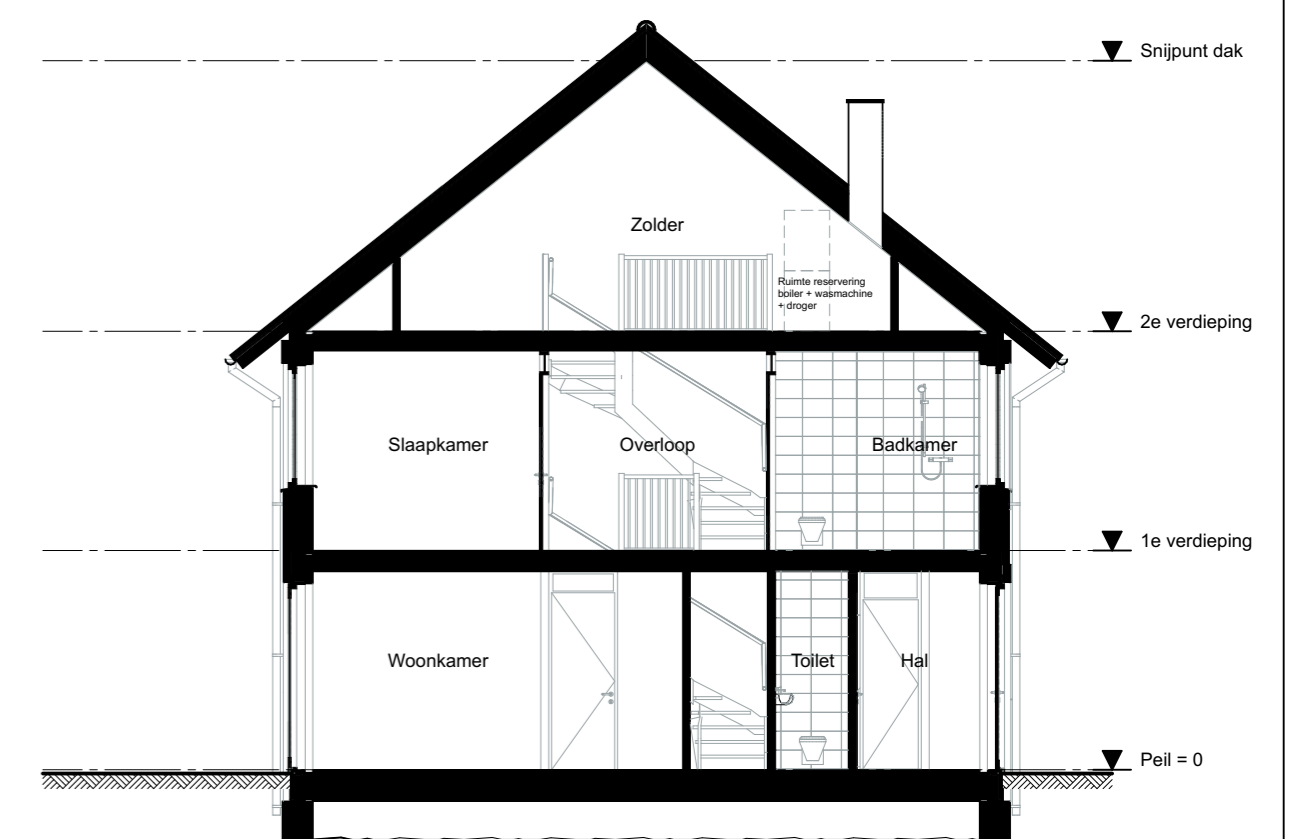 Snijpunt dak
Zolder
Ruimte reservering
boiler + wasmachine
+ droger
2e verdieping
Slaapkamer
Overloop
Badkamer
1e verdieping
Woonkamer
Toilet
Hal
Peil = 0